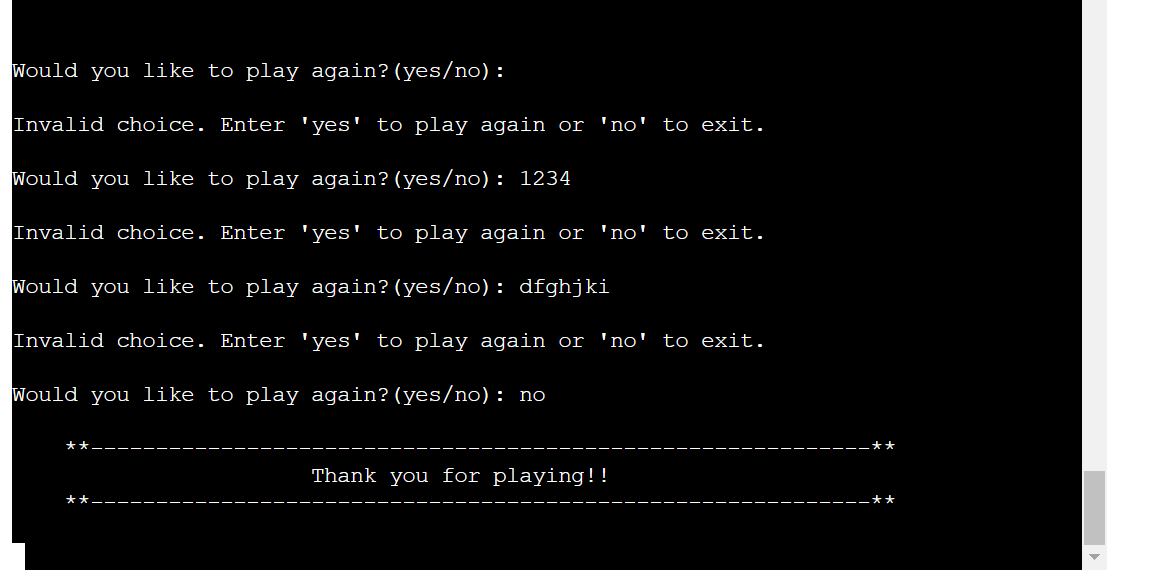 Would you like to play again?(yes/no):
Invalid choice. Enter 'yes' to play again or 'no' to exit.
Would you like to play again?(yes/no): 1234
Invalid choice. Enter 'yes' to play again or 'no' to exit.
Would you like to play again?(yes/no): dfghjki
Invalid choice. Enter 'yes' to play again or 'no' to exit.
Would you like to play again?(yes/no): no
**------------------------------------------------------------**
Thank you for playing!!
**------------------------------------------------------------**